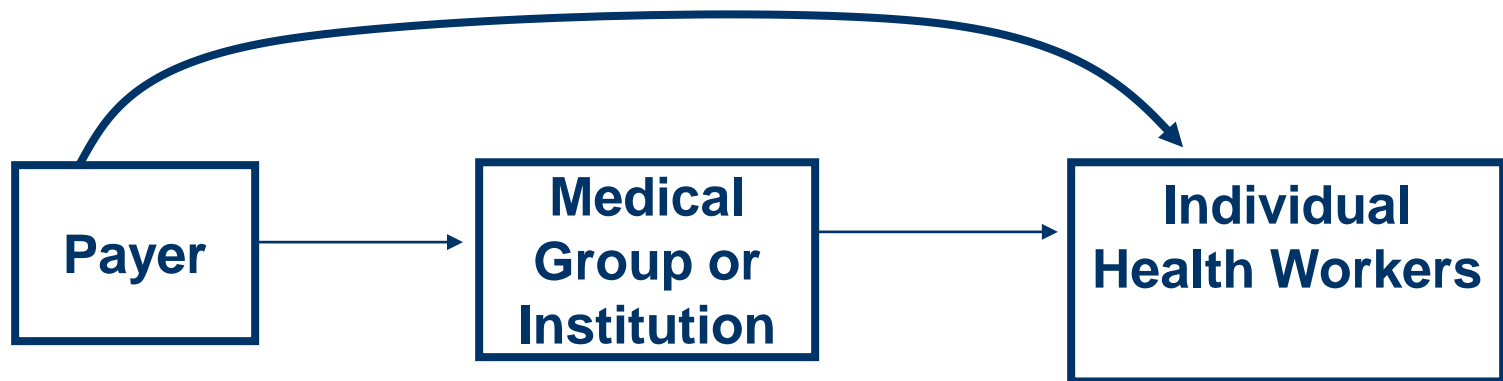 Payer
Medical
Group or
Institution
Individual
Health Workers